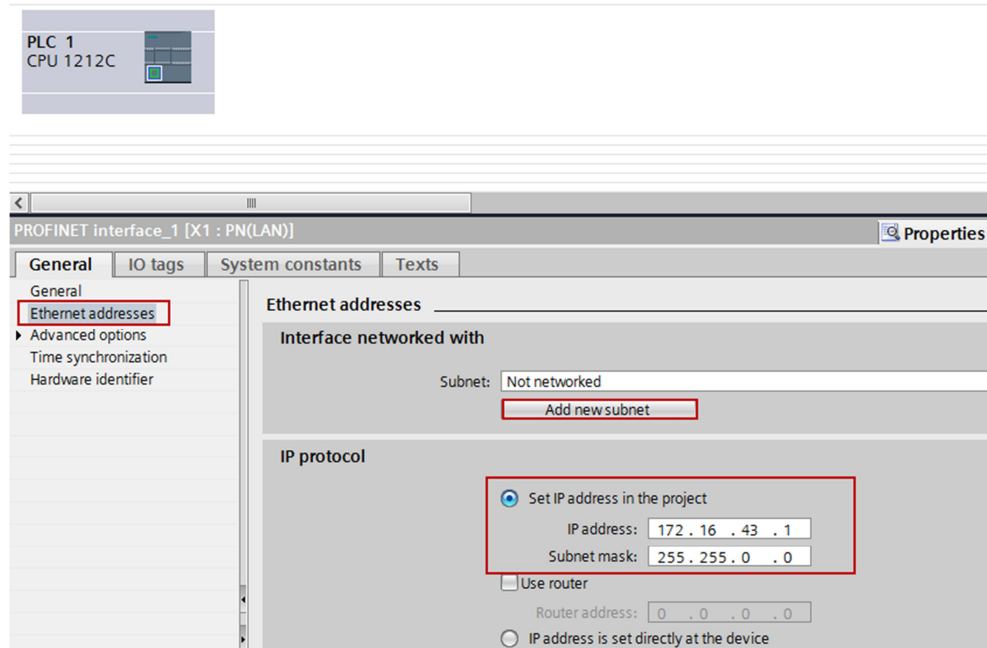 PLC 1
CPU 1212C
PROFINET interface_1 [X1 : PN(LAN)]
Properties
General
IO tags
System constants
Texts
General
Ethernet addresses
Advanced options
Time synchronization
Hardware identifier
Ethernet addresses
Interface networked with
Subnet: Not networked
Add new subnet
IP protocol
Set IP address in the project
IP address: 172 . 16 . 43 . 1
Subnet mask: 255 . 255 . 0 . 0
Use router
Router address: 0 . 0 . 0 . 0
IP address is set directly at the device